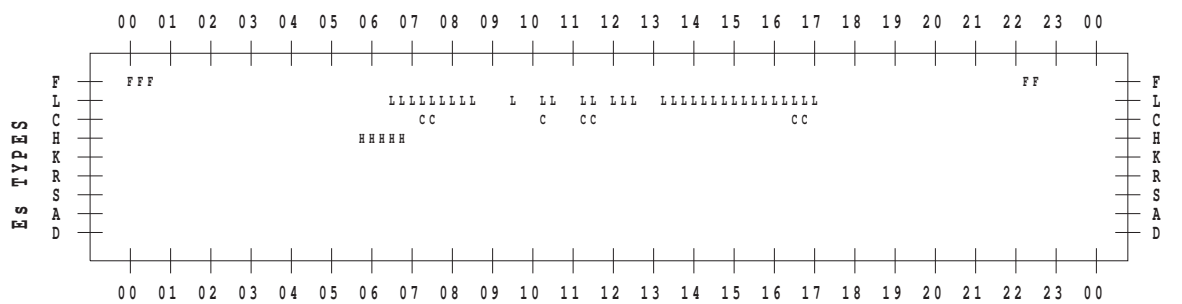 00 01 02 03 04 05 06 07 08 09 10 11 12 13 14 15 16 17 18 19 20 21 22 23 00
F FFF FF F
L LLLLLLLLL L LL LL LLL LLLLLLLLLLLLLLLL L
C CC C CC CC C
H HHHHH H
K K
R R
S S
A A
D D
Es TYPES
00 01 02 03 04 05 06 07 08 09 10 11 12 13 14 15 16 17 18 19 20 21 22 23 00